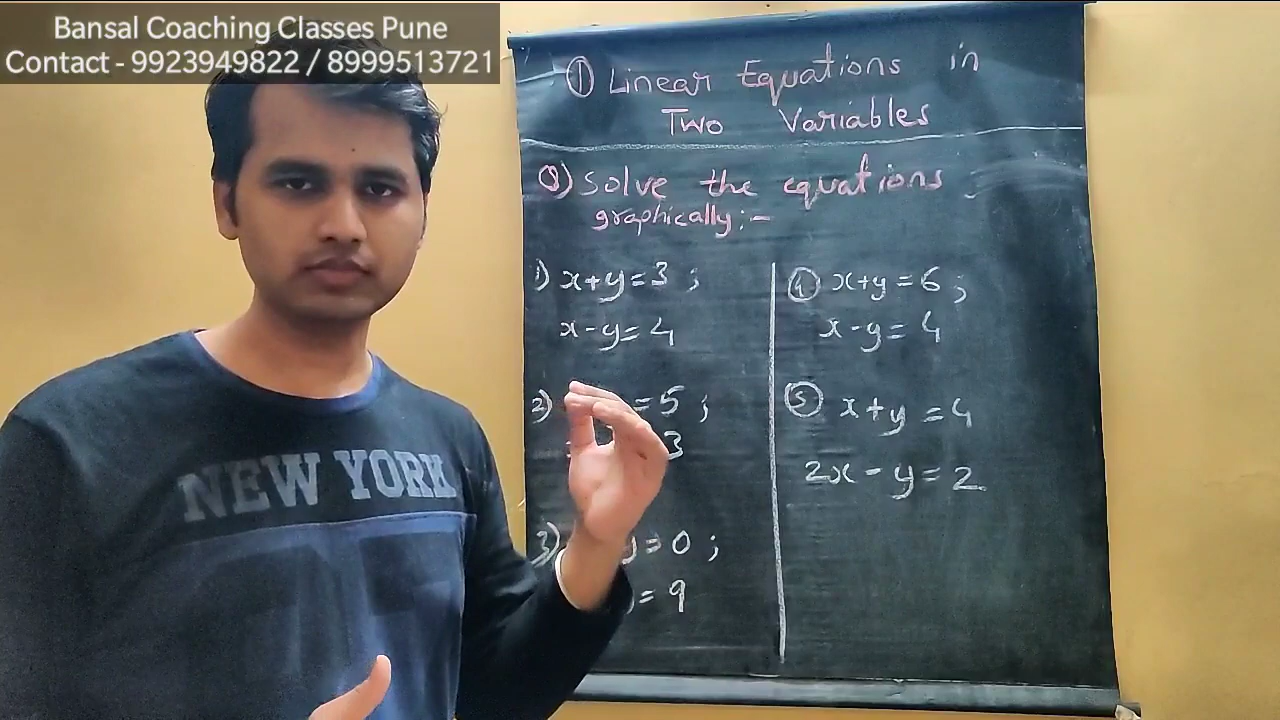 Bansal Coaching Classes Pune
Contact - 9923949822 / 8999513721
① Linear Equations in
Two Variables
Q) Solve the equations
graphically:-
1) x+y=3 ;
x-y=4
2) =5 ;
3
3) y=0 ;
=9
④ x+y=6 ;
x-y=4
⑤ x+y=4
2x-y=2
NEW YORK